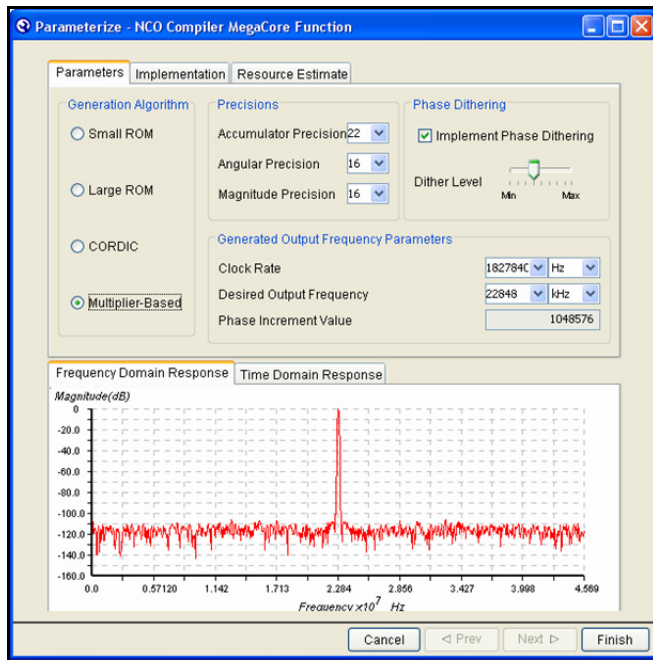 Parameterize - NCO Compiler MegaCore Function
Parameters Implementation Resource Estimate
Generation Algorithm
Small ROM
Large ROM
CORDIC
Multiplier-Based
Precisions
Accumulator Precision 22
Angular Precision 16
Magnitude Precision 16
Phase Dithering
Implement Phase Dithering
Dither Level
Min Max
Generated Output Frequency Parameters
Clock Rate Hz
Desired Output Frequency 22848 kHz
Phase Increment Value 1048576
Frequency Domain Response Time Domain Response
Magnitude(dB)
0
-20.0
-40.0
-60.0
-80.0
-100.0
-120.0
-140.0
-160.0
0.0 0.57120 1.142 1.713 2.284 2.856 3.427 3.998 4.569
Frequency x10^7 Hz
Cancel Prev Next Finish